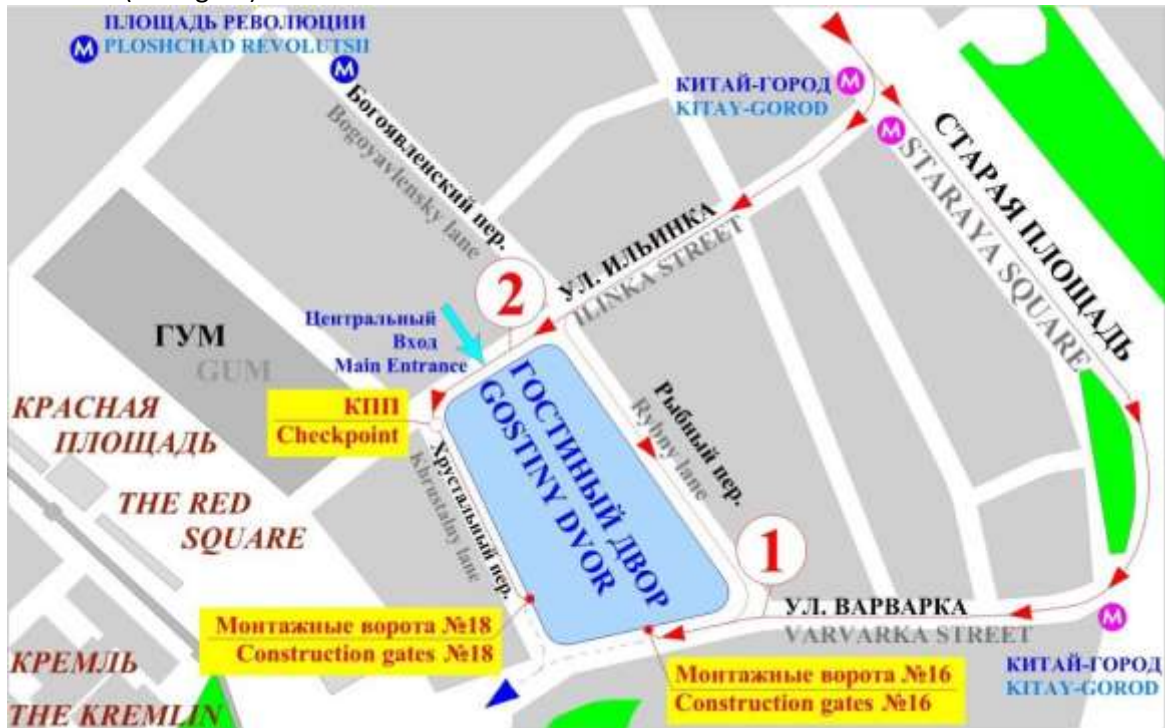 ПЛОЩАДЬ РЕВОЛЮЦИИ
M PLOSHCHAD REVOLUTSII
M
Богоявленский пер.
Bogoyavlensky lane
КИТАЙ-ГОРОД M
KITAY-GOROD
M
СТАРАЯ ПЛОЩАДЬ
STARAYA SQUARE
УЛ. ИЛЬИНКА
ILINKA STREET
2
Центральный
Вход
Main Entrance
ГУМ
GUM
КПП
Checkpoint
КРАСНАЯ
ПЛОЩАДЬ
THE RED
SQUARE
ГОСТИНЫЙ ДВОР
GOSTINY DVOR
Рыбный пер.
Rybny lane
Хрустальный пер.
Khrustalny lane
1
УЛ. ВАРВАРКА
VARVARKA STREET
M
Монтажные ворота №18
Construction gates №18
Монтажные ворота №16
Construction gates №16
КИТАЙ-ГОРОД
KITAY-GOROD
КРЕМЛЬ
THE KREMLIN